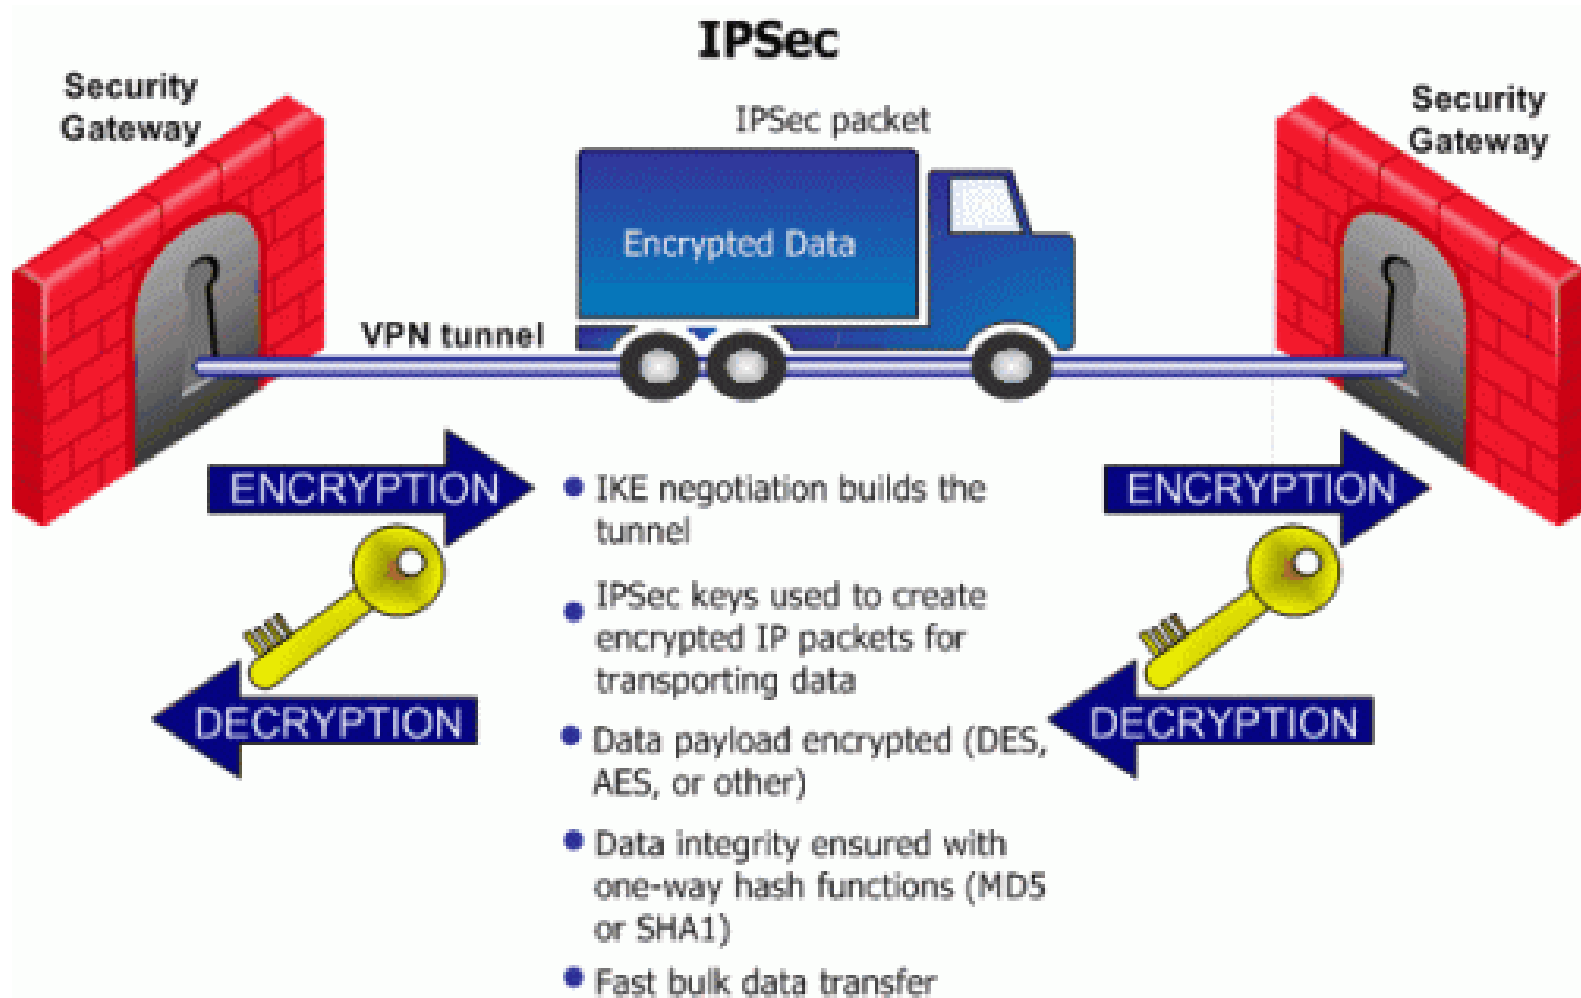 IPSec
Security
Gateway
IPSec packet
Security
Gateway
Encrypted Data
VPN tunnel
ENCRYPTION
DECRYPTION
• IKE negotiation builds the
tunnel
• IPSec keys used to create
encrypted IP packets for
transporting data
• Data payload encrypted (DES,
AES, or other)
• Data integrity ensured with
one-way hash functions (MD5
or SHA1)
• Fast bulk data transfer
ENCRYPTION
DECRYPTION